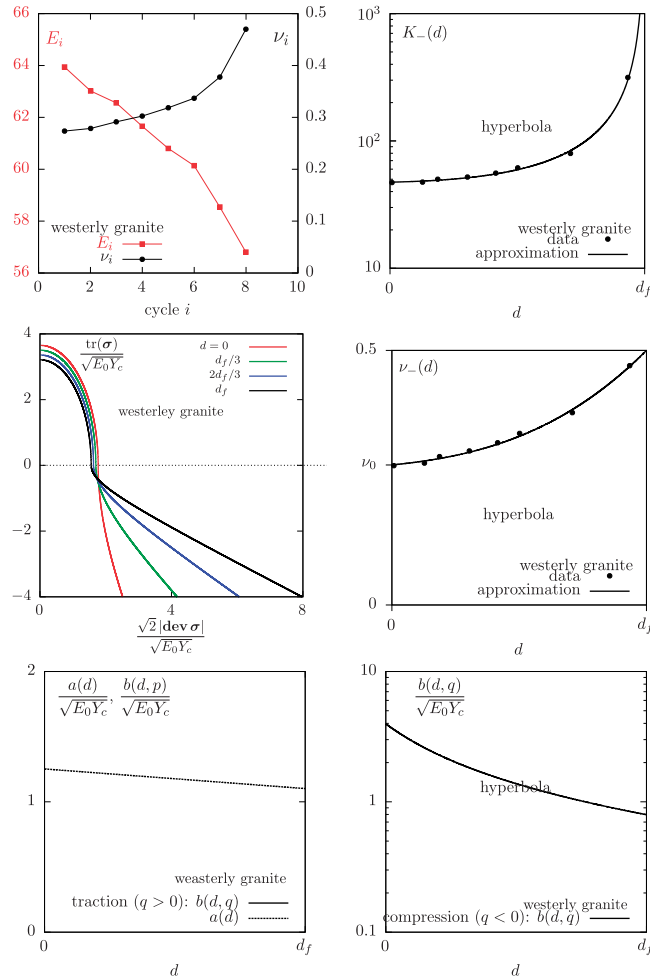 66
64
62
60
58
56
E_i
ν_i
0.5
0.4
0.3
0.2
0.1
0
westerly granite
E_i
ν_i
0 2 4 6 8 10
cycle i
10^3
10^2
10
K_−(d)
hyperbola
westerly granite
data
approximation
0 d_f
d
4
2
0
−2
−4
tr(σ)
√E_0Y_c
d = 0
d_f/3
2d_f/3
d_f
westerley granite
0 4 8
√2 |dev σ|
√E_0Y_c
0.5
ν_0
0
ν_−(d)
hyperbola
westerly granite
data
approximation
0 d_f
d
2
1
0
a(d) b(d, p)
√E_0Y_c , √E_0Y_c
weasterly granite
traction (q > 0): b(d, q)
a(d)
0 d_f
d
10
1
0.1
b(d, q)
√E_0Y_c
hyperbola
westerly granite
compression (q < 0): b(d, q)
0 d_f
d